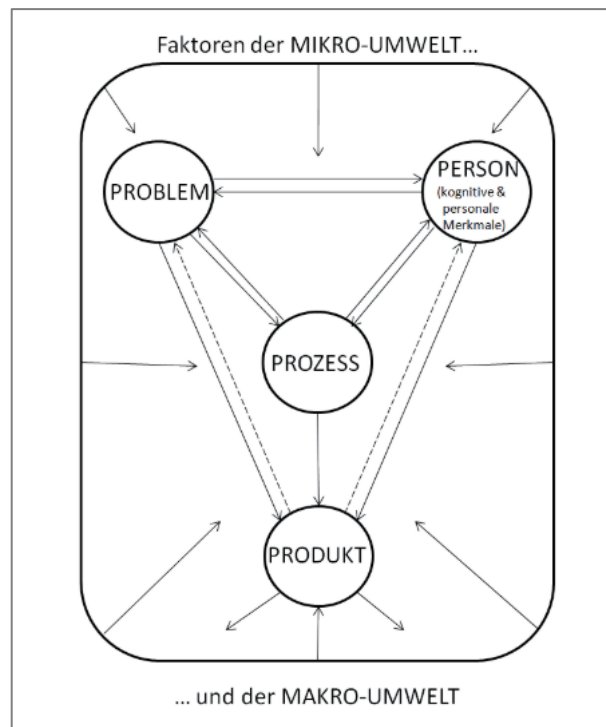 Faktoren der MIKRO-UMWELT...
PROBLEM
PERSON
(kognitive &
personale
Merkmale)
PROZESS
PRODUKT
... und der MAKRO-UMWELT